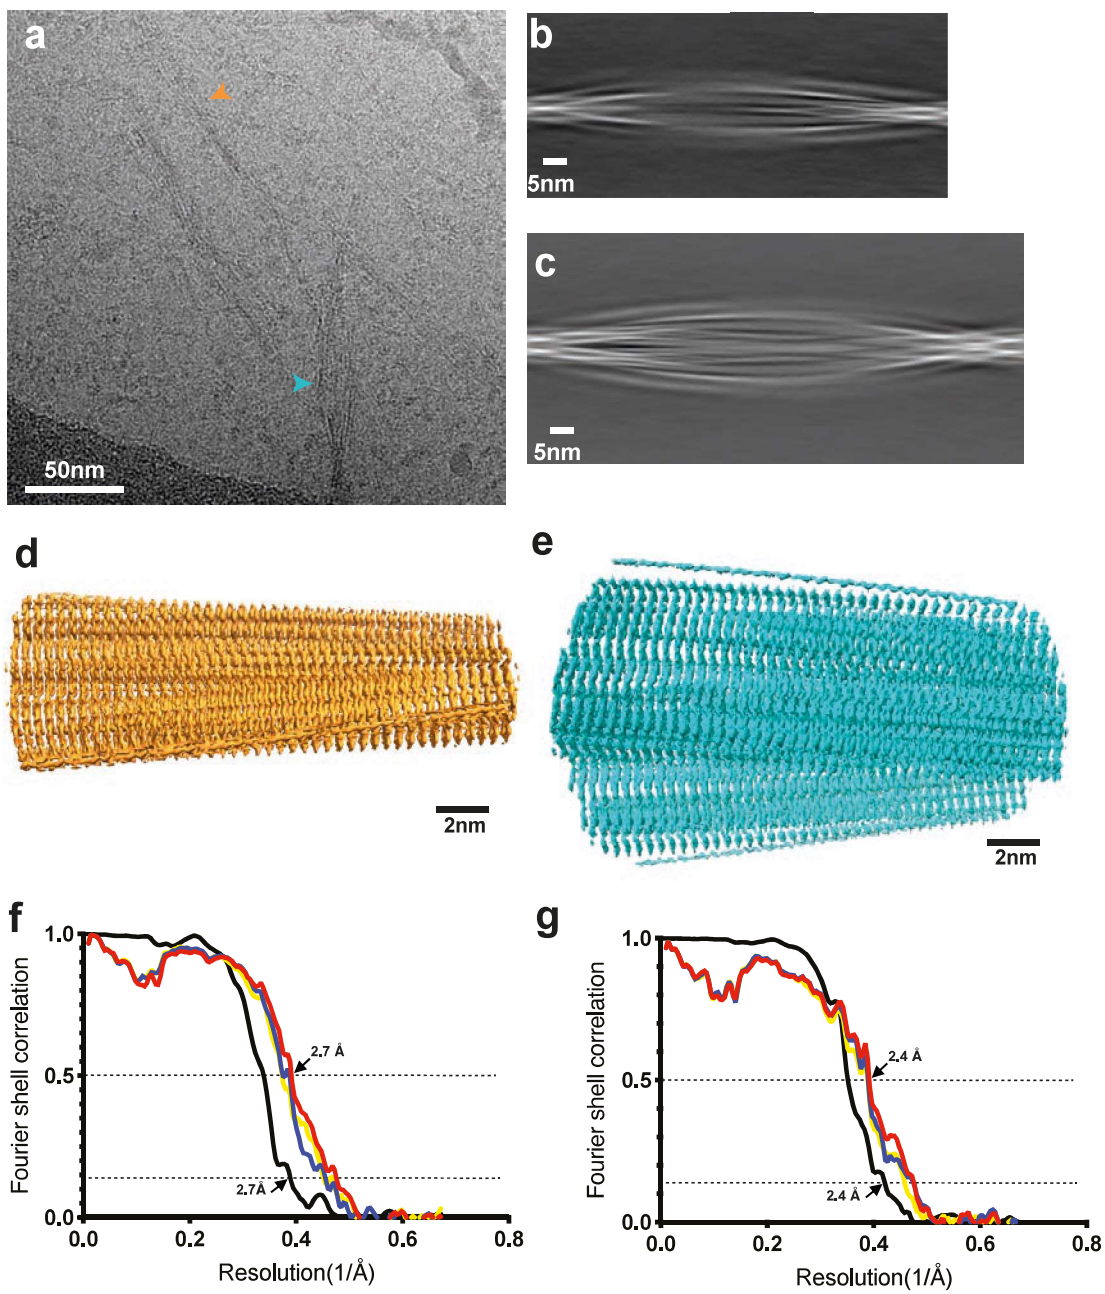 a
50nm
b
5nm
c
5nm
d
2nm
e
2nm
f
Fourier shell correlation
1.0
0.5
0.0
2.7 Å
2.7Å
0.0 0.2 0.4 0.6 0.8
Resolution(1/Å)
g
Fourier shell correlation
1.0
0.5
0.0
2.4 Å
2.4 Å
0.0 0.2 0.4 0.6 0.8
Resolution(1/Å)